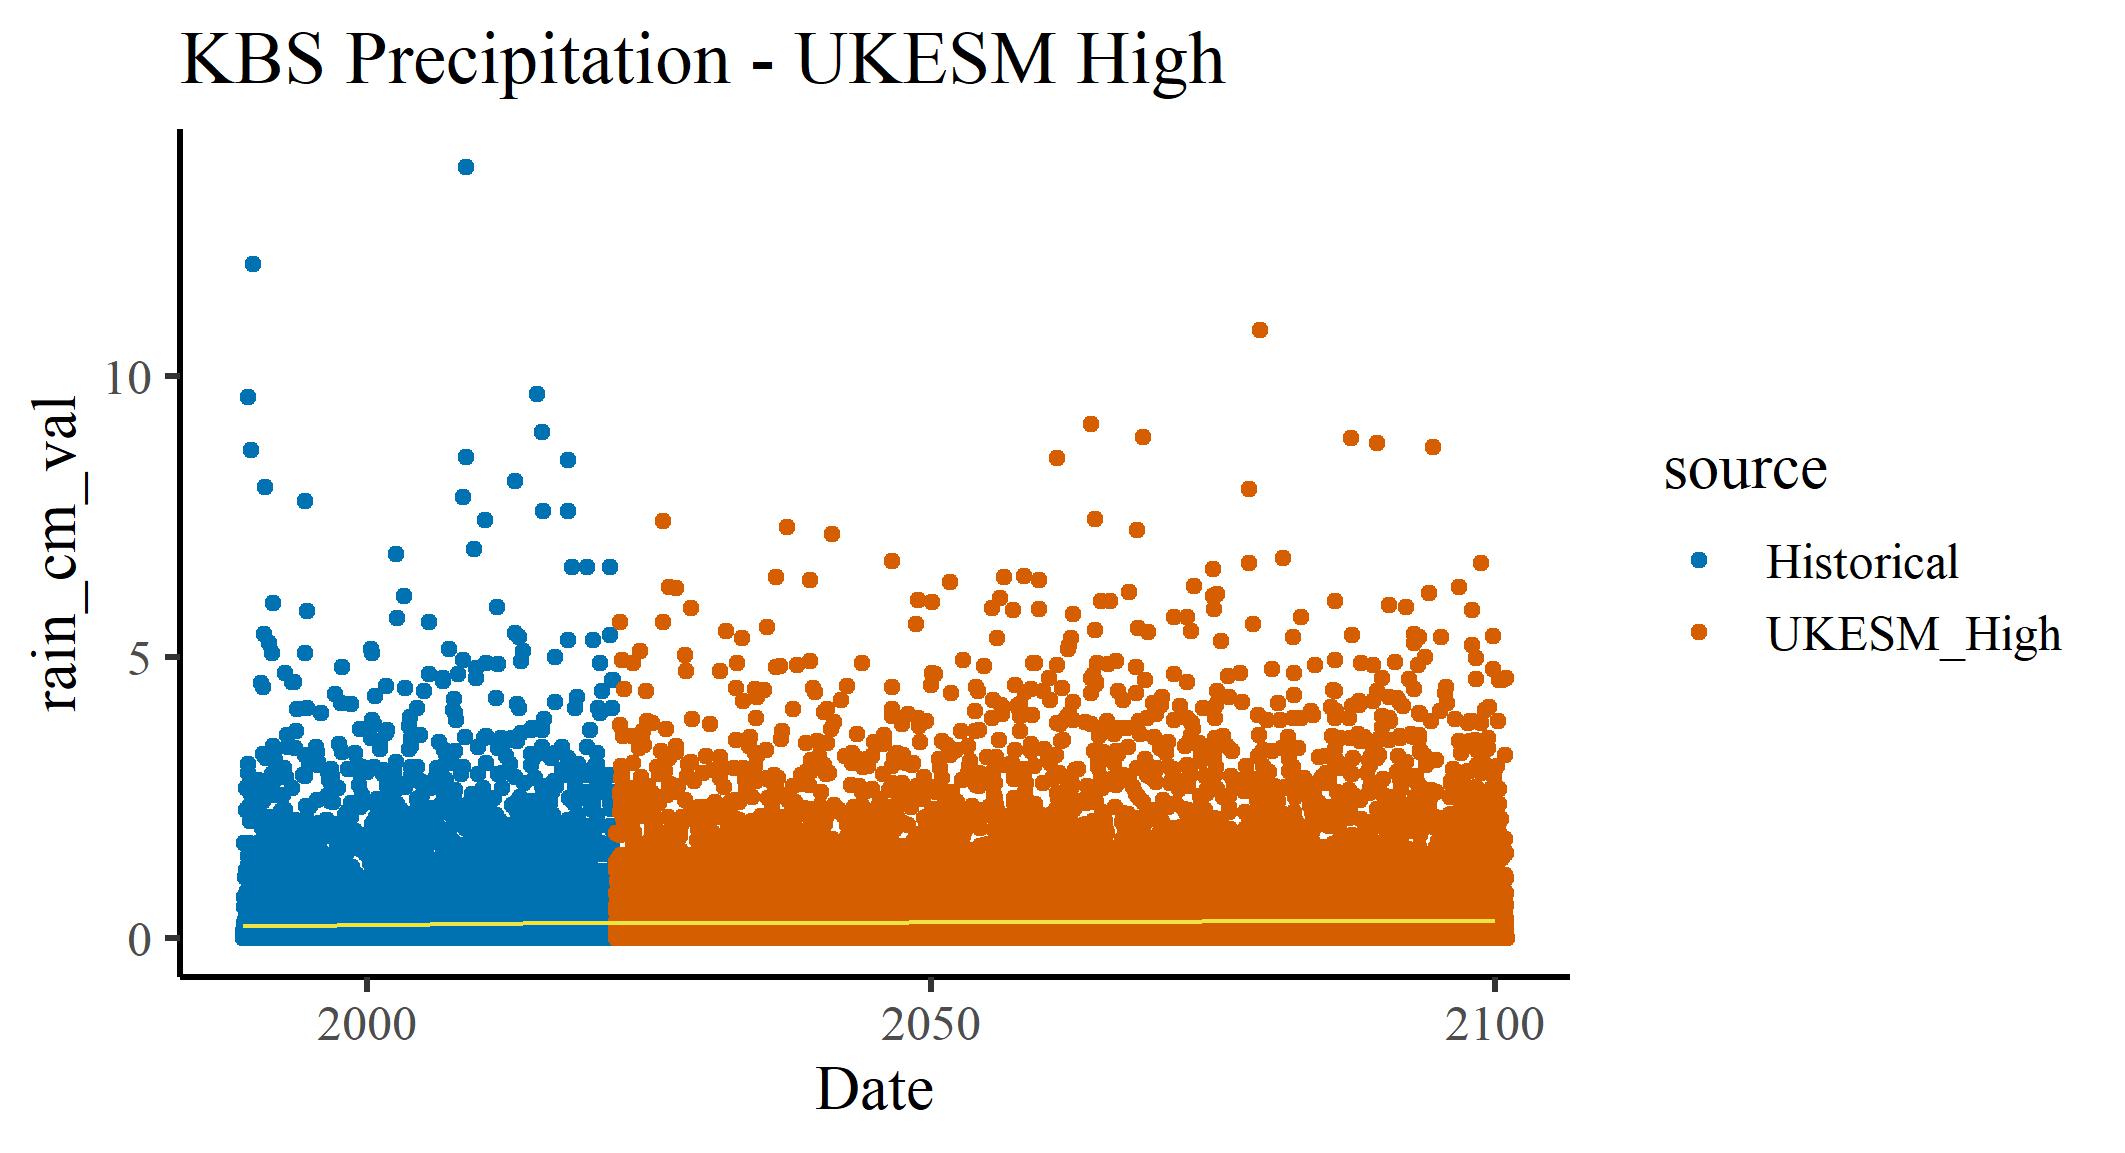 KBS Precipitation - UKESM High
rain_cm_val
10
5
0
2000
2050
2100
Date
source
Historical
UKESM_High